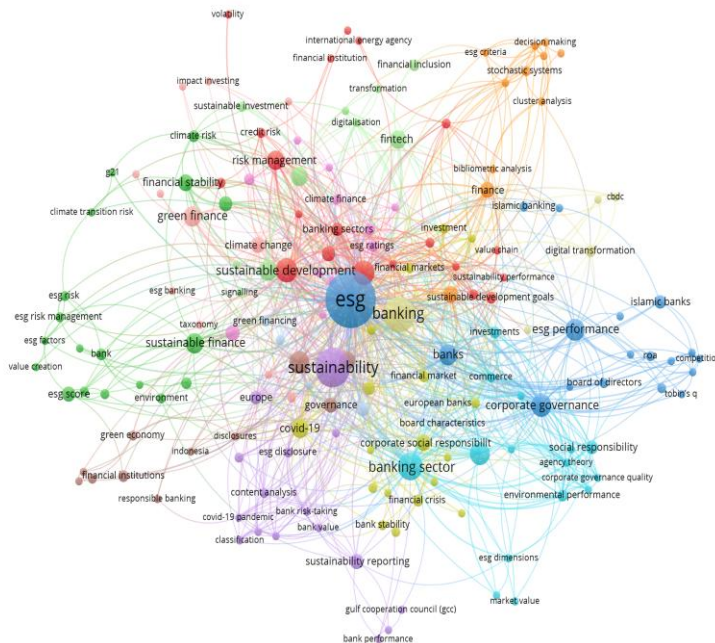 volatility
international energy agency
decision making
esg criteria
financial institution
financial inclusion
stochastic systems
impact investing
transformation
cluster analysis
sustainable investment
digitalisation
climate risk
credit risk
fintech
risk management
bibliometric analysis
g21
financial stability
finance
climate finance
islamic banking
cbdc
climate transition risk
green finance
banking sectors
investment
climate change
esg ratings
value chain
digital transformation
sustainable development
financial markets
sustainability performance
esg banking
signalling
esg risk
esg
sustainable development goals
islamic banks
esg risk management
green financing
banking
taxonomy
investments
esg performance
esg factors
sustainable finance
bank
banks
roa
competitio
value creation
sustainability
financial market
commerce
board of directors
tobin's q
esg score
environment
europe
governance
european banks
corporate governance
covid-19
board characteristics
green economy
disclosures
corporate social responsibilit
social responsibility
indonesia
esg disclosure
agency theory
financial institutions
banking sector
corporate governance quality
responsible banking
content analysis
environmental performance
financial crisis
covid-19 pandemic
bank risk-taking
bank value
bank stability
classification
sustainability reporting
esg dimensions
market value
gulf cooperation council (gcc)
bank performance